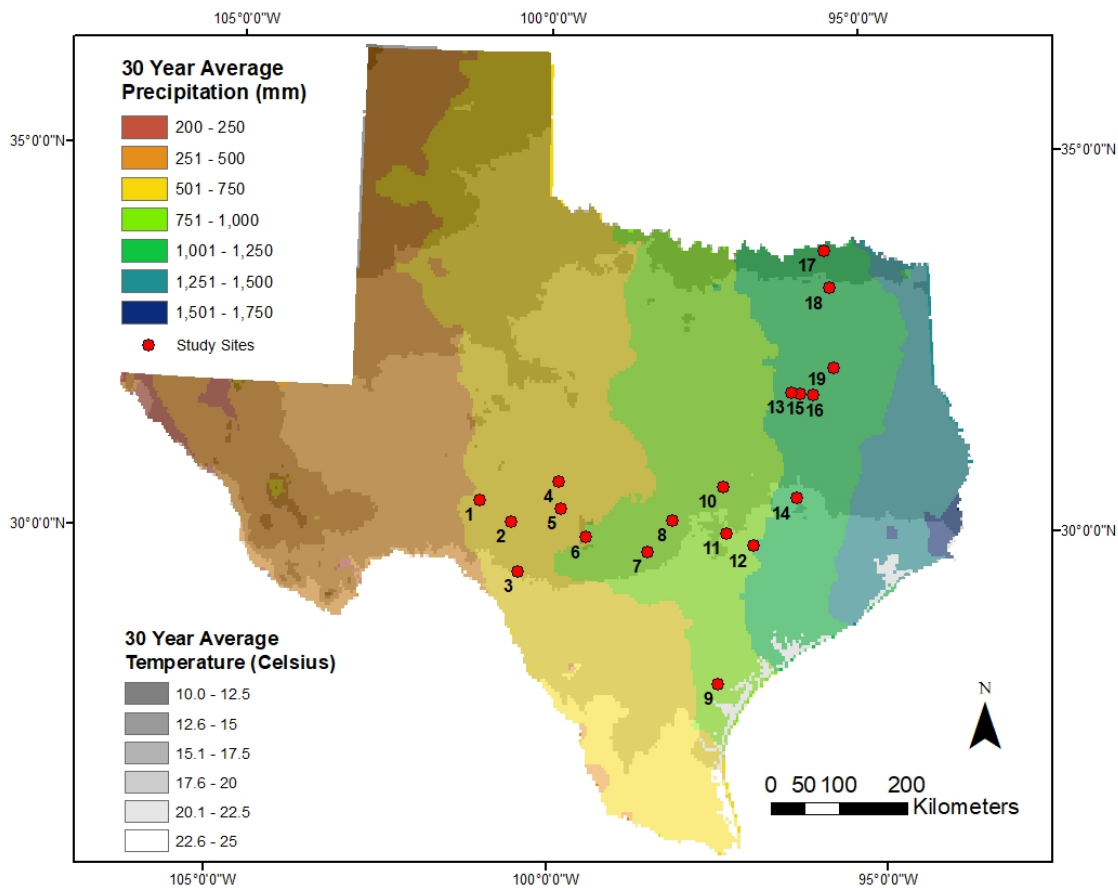 105°0'0"W
100°0'0"W
95°0'0"W
30 Year Average
Precipitation (mm)
200 - 250
251 - 500
501 - 750
751 - 1,000
1,001 - 1,250
1,251 - 1,500
1,501 - 1,750
Study Sites
35°0'0"N
35°0'0"N
17
18
19
13
15
16
4
10
1
14
30°0'0"N
2
5
8
30°0'0"N
6
11
7
12
3
30 Year Average
Temperature (Celsius)
10.0 - 12.5
12.6 - 15
15.1 - 17.5
17.6 - 20
20.1 - 22.5
22.6 - 25
9
N
0 50 100 200
Kilometers
105°0'0"W
100°0'0"W
95°0'0"W